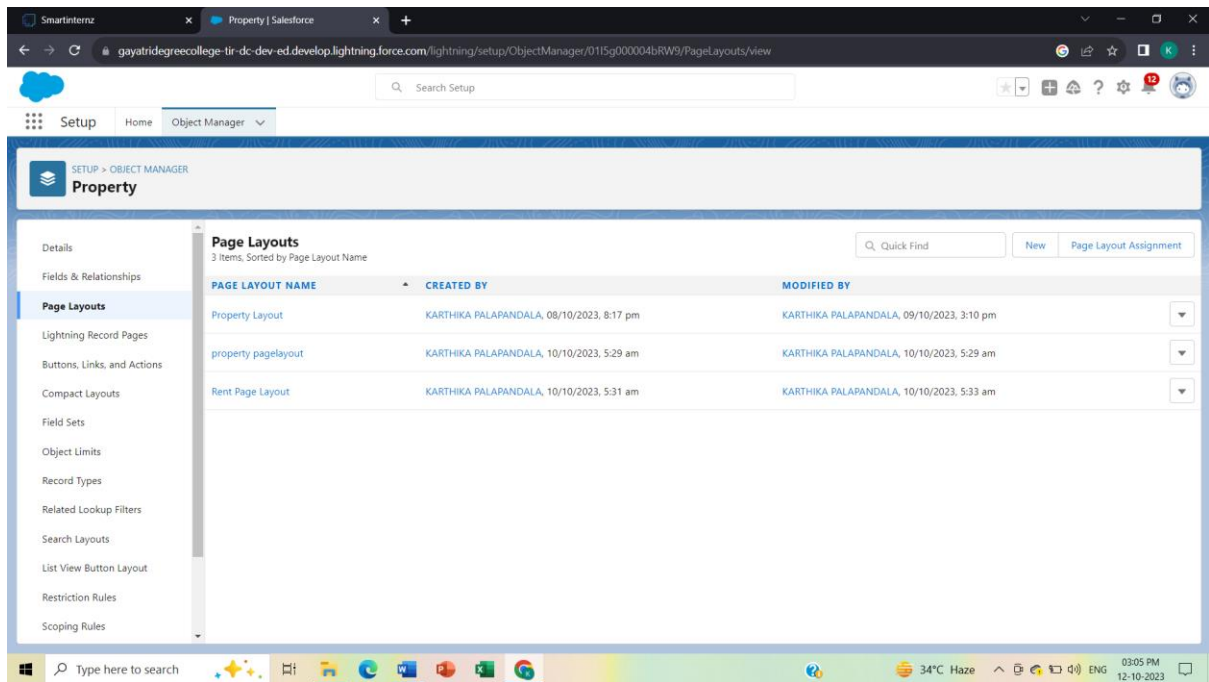 Smartinternz
Property | Salesforce
gayatridegreecollege-tir-dc-dev-ed.develop.lightning.force.com/lightning/setup/ObjectManager/01I5g000004bRW9/PageLayouts/view
K
Search Setup
12
Setup Home Object Manager
SETUP > OBJECT MANAGER
Property
Details
Fields & Relationships
Page Layouts
Lightning Record Pages
Buttons, Links, and Actions
Compact Layouts
Field Sets
Object Limits
Record Types
Related Lookup Filters
Search Layouts
List View Button Layout
Restriction Rules
Scoping Rules
Page Layouts
3 Items, Sorted by Page Layout Name
Quick Find New Page Layout Assignment
PAGE LAYOUT NAME CREATED BY MODIFIED BY
Property Layout KARTHIKA PALAPANDALA, 08/10/2023, 8:17 pm KARTHIKA PALAPANDALA, 09/10/2023, 3:10 pm
property pagelayout KARTHIKA PALAPANDALA, 10/10/2023, 5:29 am KARTHIKA PALAPANDALA, 10/10/2023, 5:29 am
Rent Page Layout KARTHIKA PALAPANDALA, 10/10/2023, 5:31 am KARTHIKA PALAPANDALA, 10/10/2023, 5:33 am
Type here to search 34°C Haze ENG 03:05 PM
12-10-2023